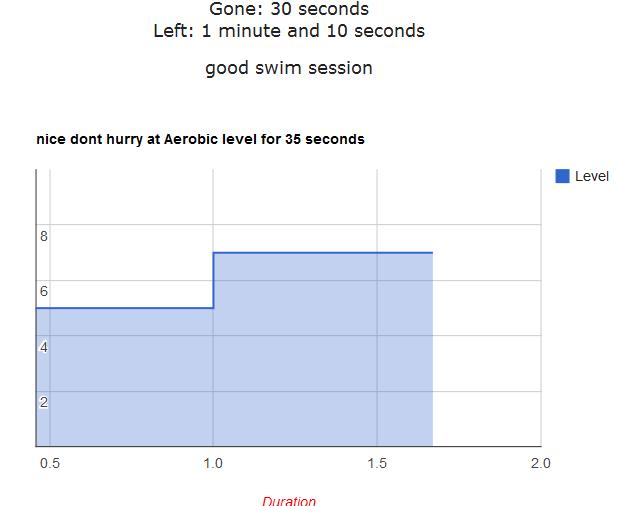 Gone: 30 seconds
Left: 1 minute and 10 seconds
good swim session
nice dont hurry at Aerobic level for 35 seconds
Level
8
6
4
2
0.5 1.0 1.5 2.0
Duration